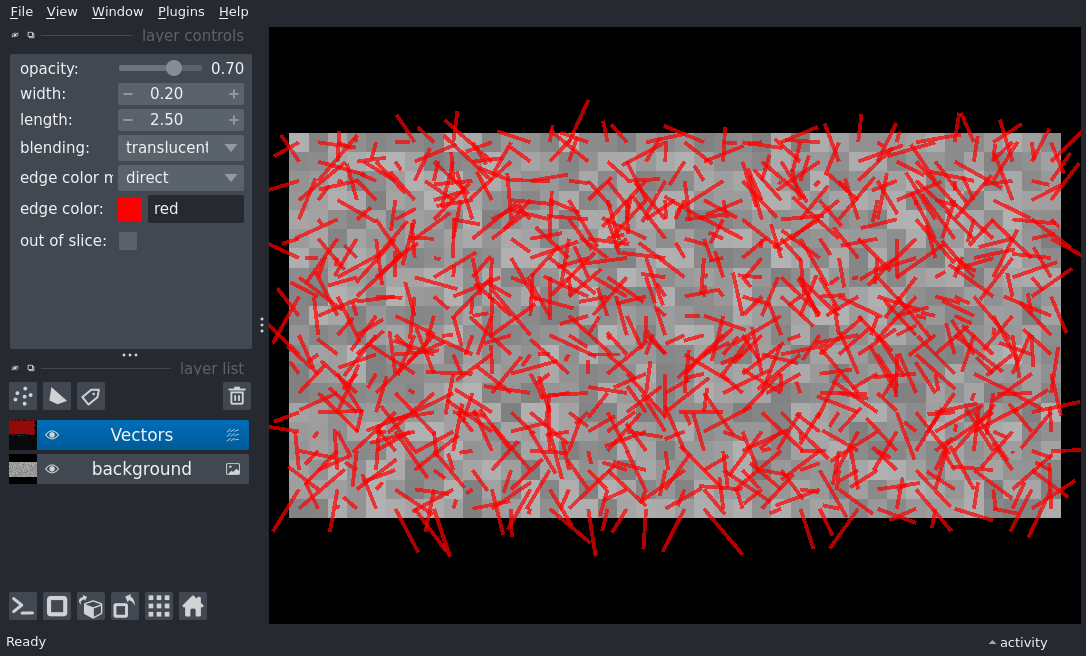 File View Window Plugins Help
layer controls
opacity: 0.70
width: − 0.20 +
length: − 2.50 +
blending: translucent
edge color m direct
edge color: red
out of slice:
layer list
Vectors
background
Ready
activity